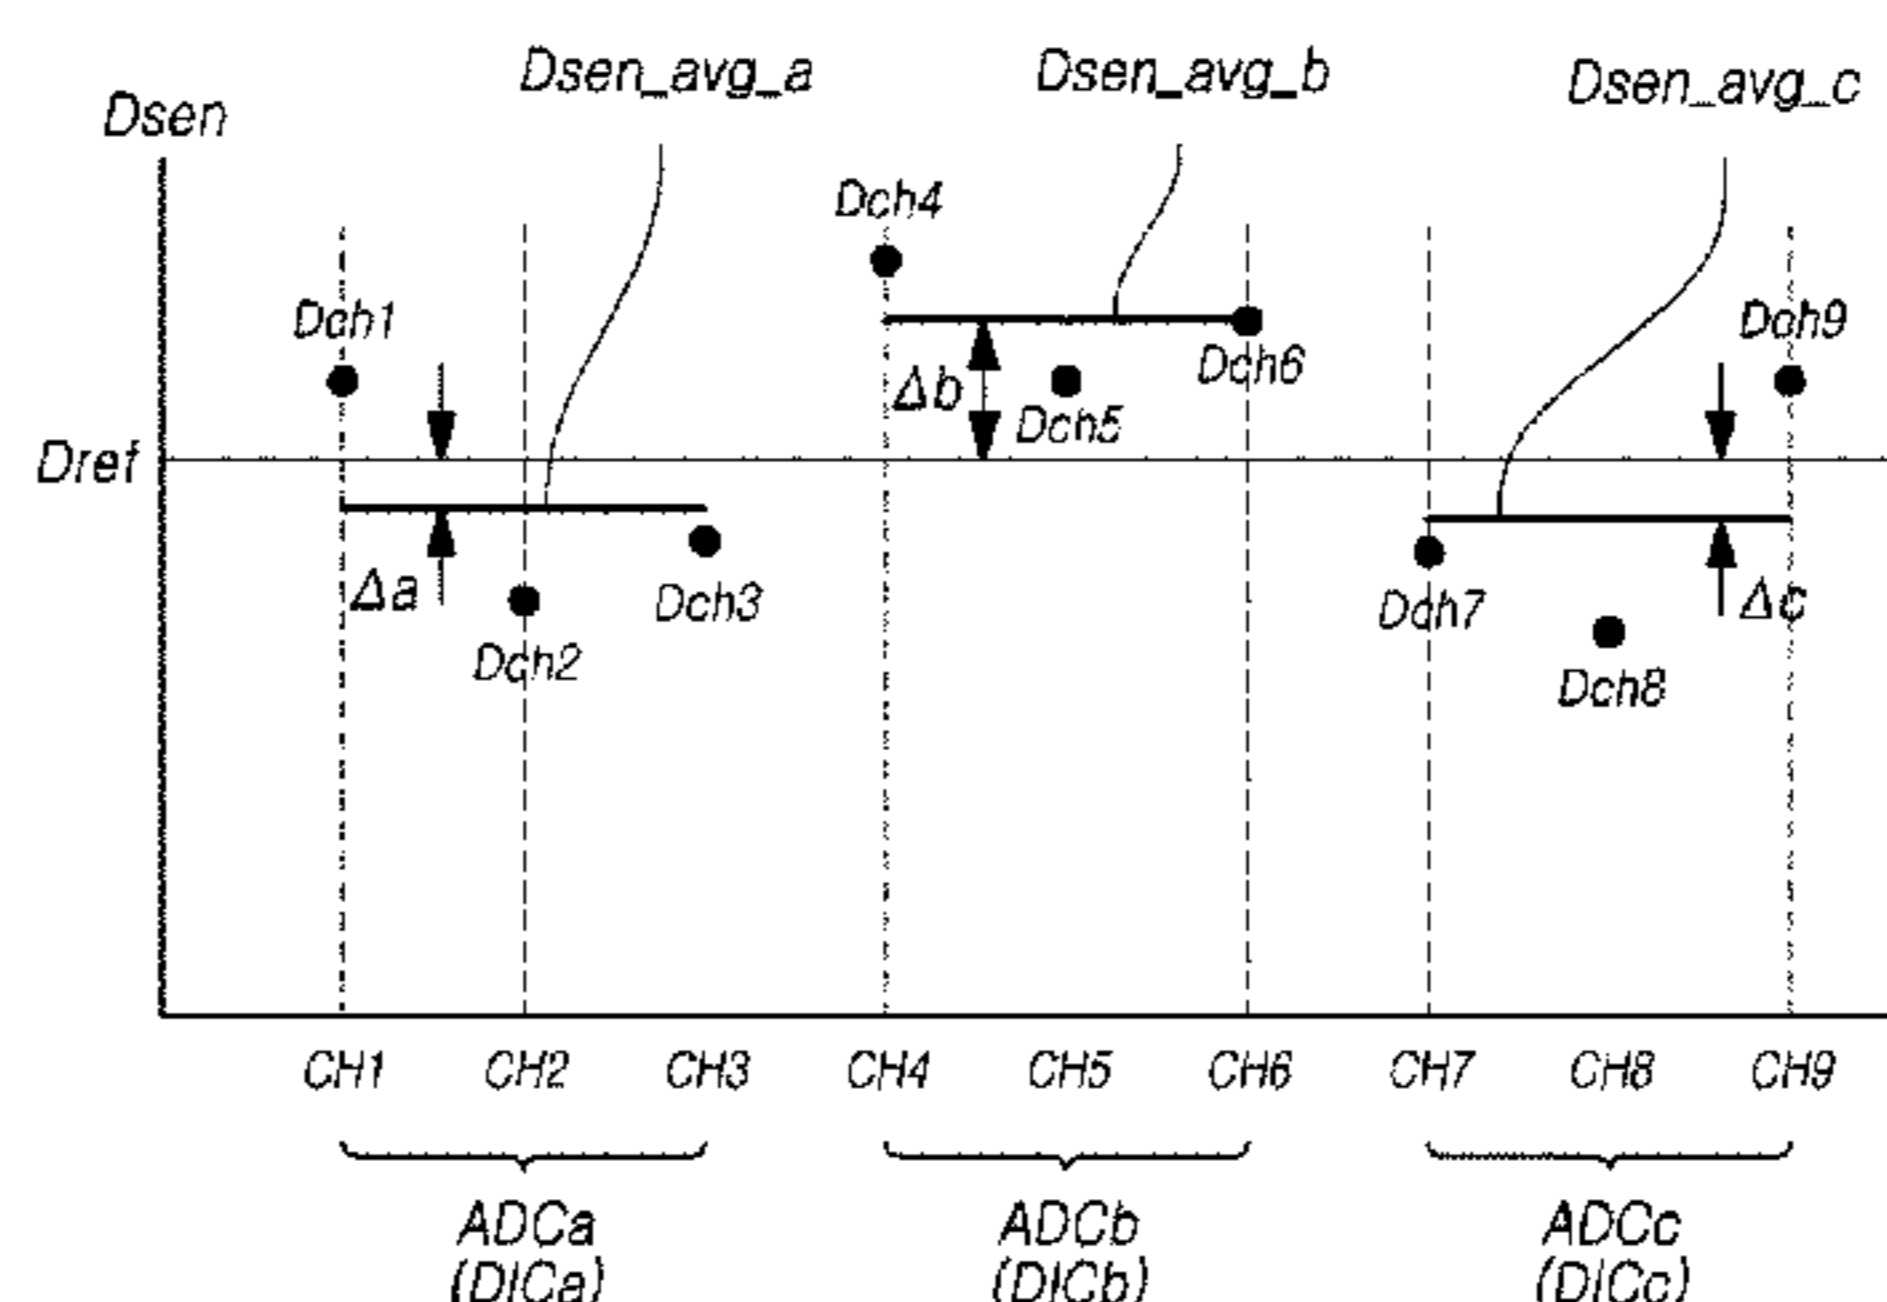 Dsen_avg_a
Dsen_avg_b
Dsen_avg_c
Dsen
Dch4
Dch1
Dch9
Dch6
Δb
Dch5
Dref
Δa
Dch3
Dch7
Δc
Dch2
Dch8
CH1 CH2 CH3 CH4 CH5 CH6 CH7 CH8 CH9
ADCa ADCb ADCc
(DICa) (DICb) (DICc)